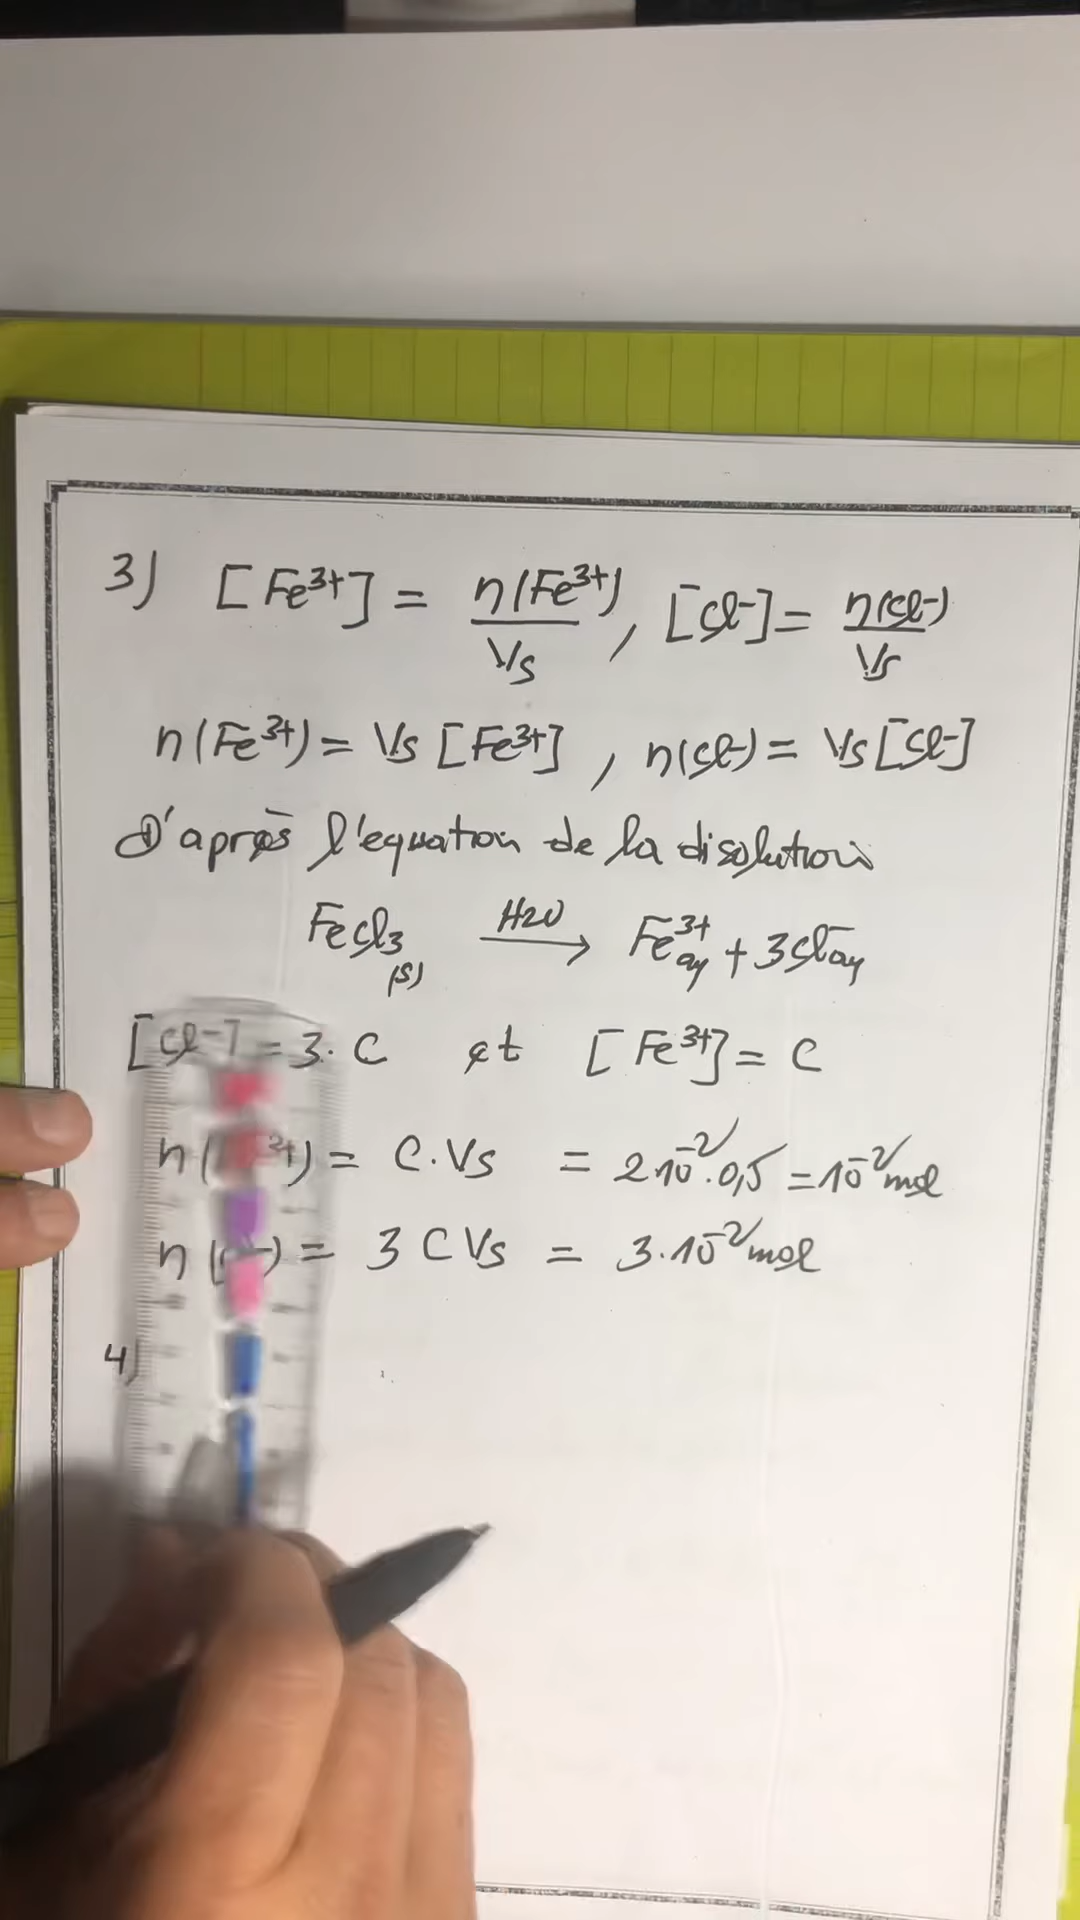 3) [Fe³⁺] = n(Fe³⁺)/Vs , [Cl⁻] = n(Cl⁻)/Vs
n(Fe³⁺) = Vs [Fe³⁺] , n(Cl⁻) = Vs [Cl⁻]
D'après l'équation de la disolution
FeCl₃(s) —H₂O→ Fe³⁺aq + 3Cl⁻aq
[Cl⁻] = 3. C et [Fe³⁺] = C
n( ) = C.Vs = 2.10⁻².0,5 = 10⁻² mol
n( ) = 3 C Vs = 3.10⁻² mol
4)